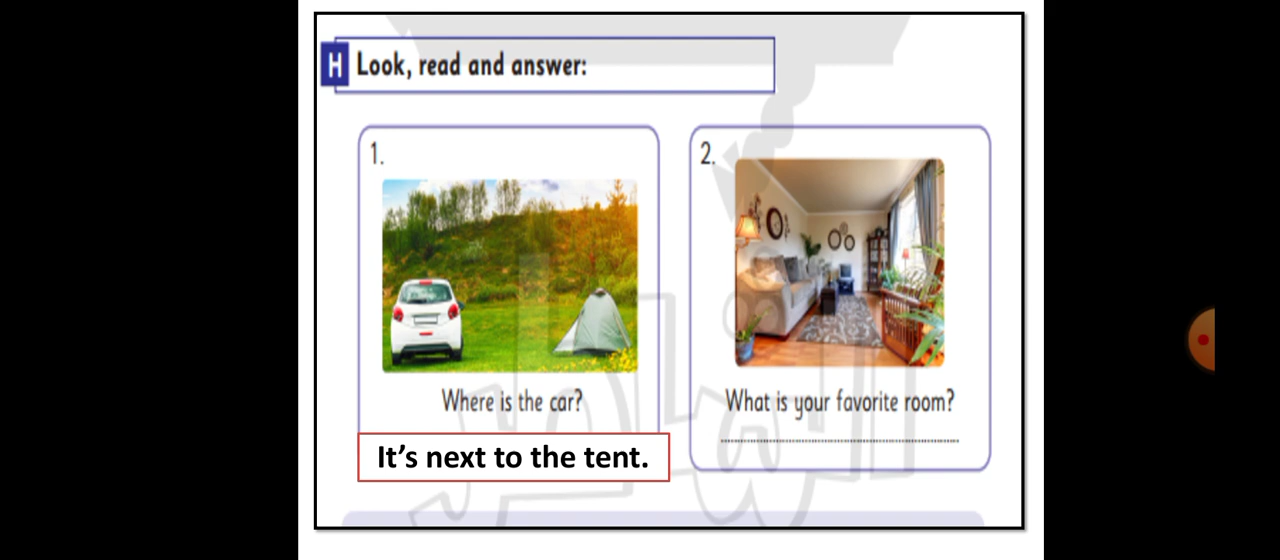 H Look, read and answer:
1.
Where is the car?
It's next to the tent.
2.
What is your favorite room?